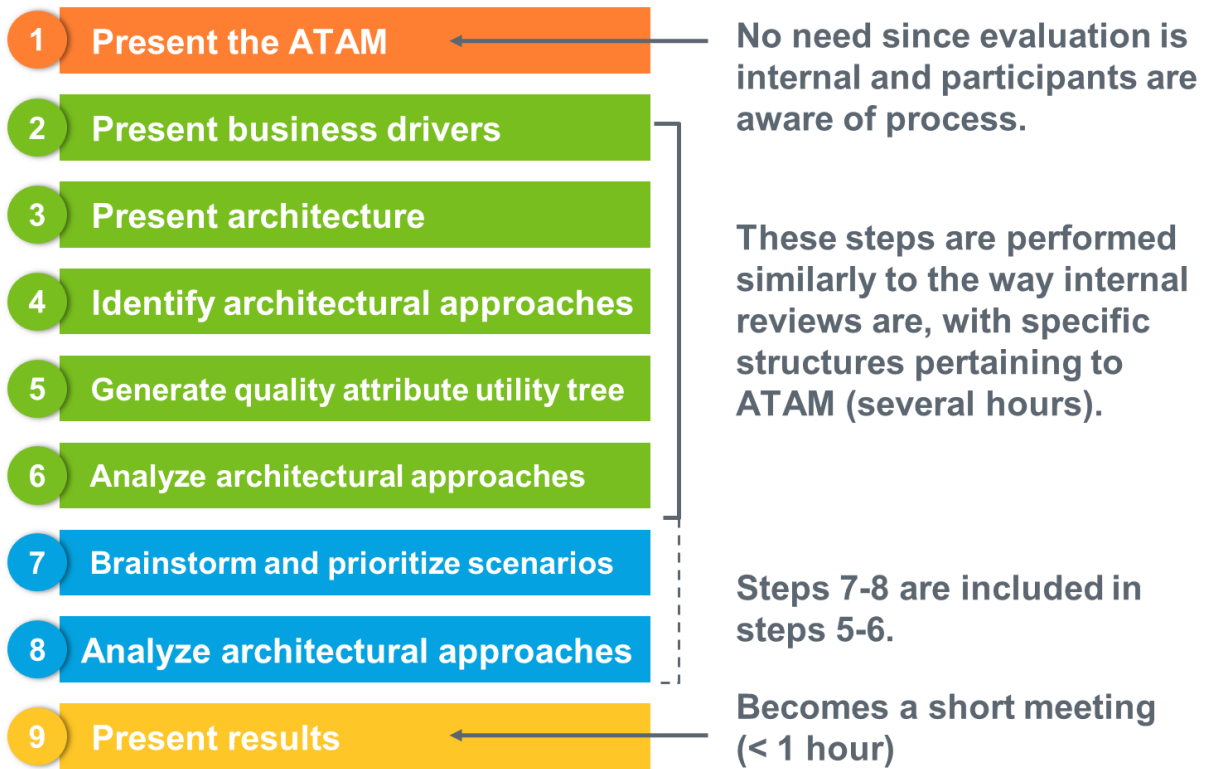 1 Present the ATAM
No need since evaluation is
internal and participants are
aware of process.
2 Present business drivers
3 Present architecture
4 Identify architectural approaches
5 Generate quality attribute utility tree
6 Analyze architectural approaches
These steps are performed
similarly to the way internal
reviews are, with specific
structures pertaining to
ATAM (several hours).
7 Brainstorm and prioritize scenarios
8 Analyze architectural approaches
Steps 7-8 are included in
steps 5-6.
9 Present results
Becomes a short meeting
(< 1 hour)